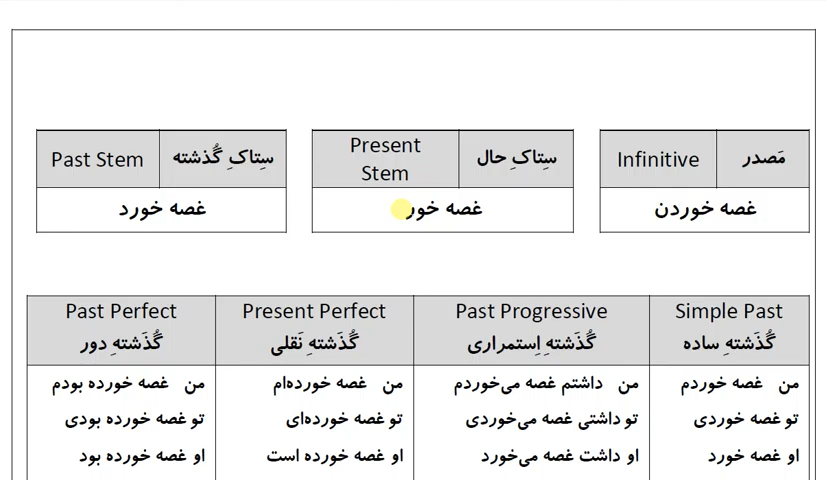 مَصدر Infinitive
غصه خوردن
سِتاکِ حال Present Stem
غصه خور
سِتاکِ گُذشته Past Stem
غصه خورد
Simple Past
گُذَشتهِ ساده
من غصه خوردم
تو غصه خوردی
او غصه خورد
Past Progressive
گُذَشتهِ اِستمراری
من داشتم غصه می‌خوردم
تو داشتی غصه می‌خوردی
او داشت غصه می‌خورد
Present Perfect
گُذَشتهِ نَقلی
من غصه خورده‌ام
تو غصه خورده‌ای
او غصه خورده است
Past Perfect
گُذَشتهِ دور
من غصه خورده بودم
تو غصه خورده بودی
او غصه خورده بود